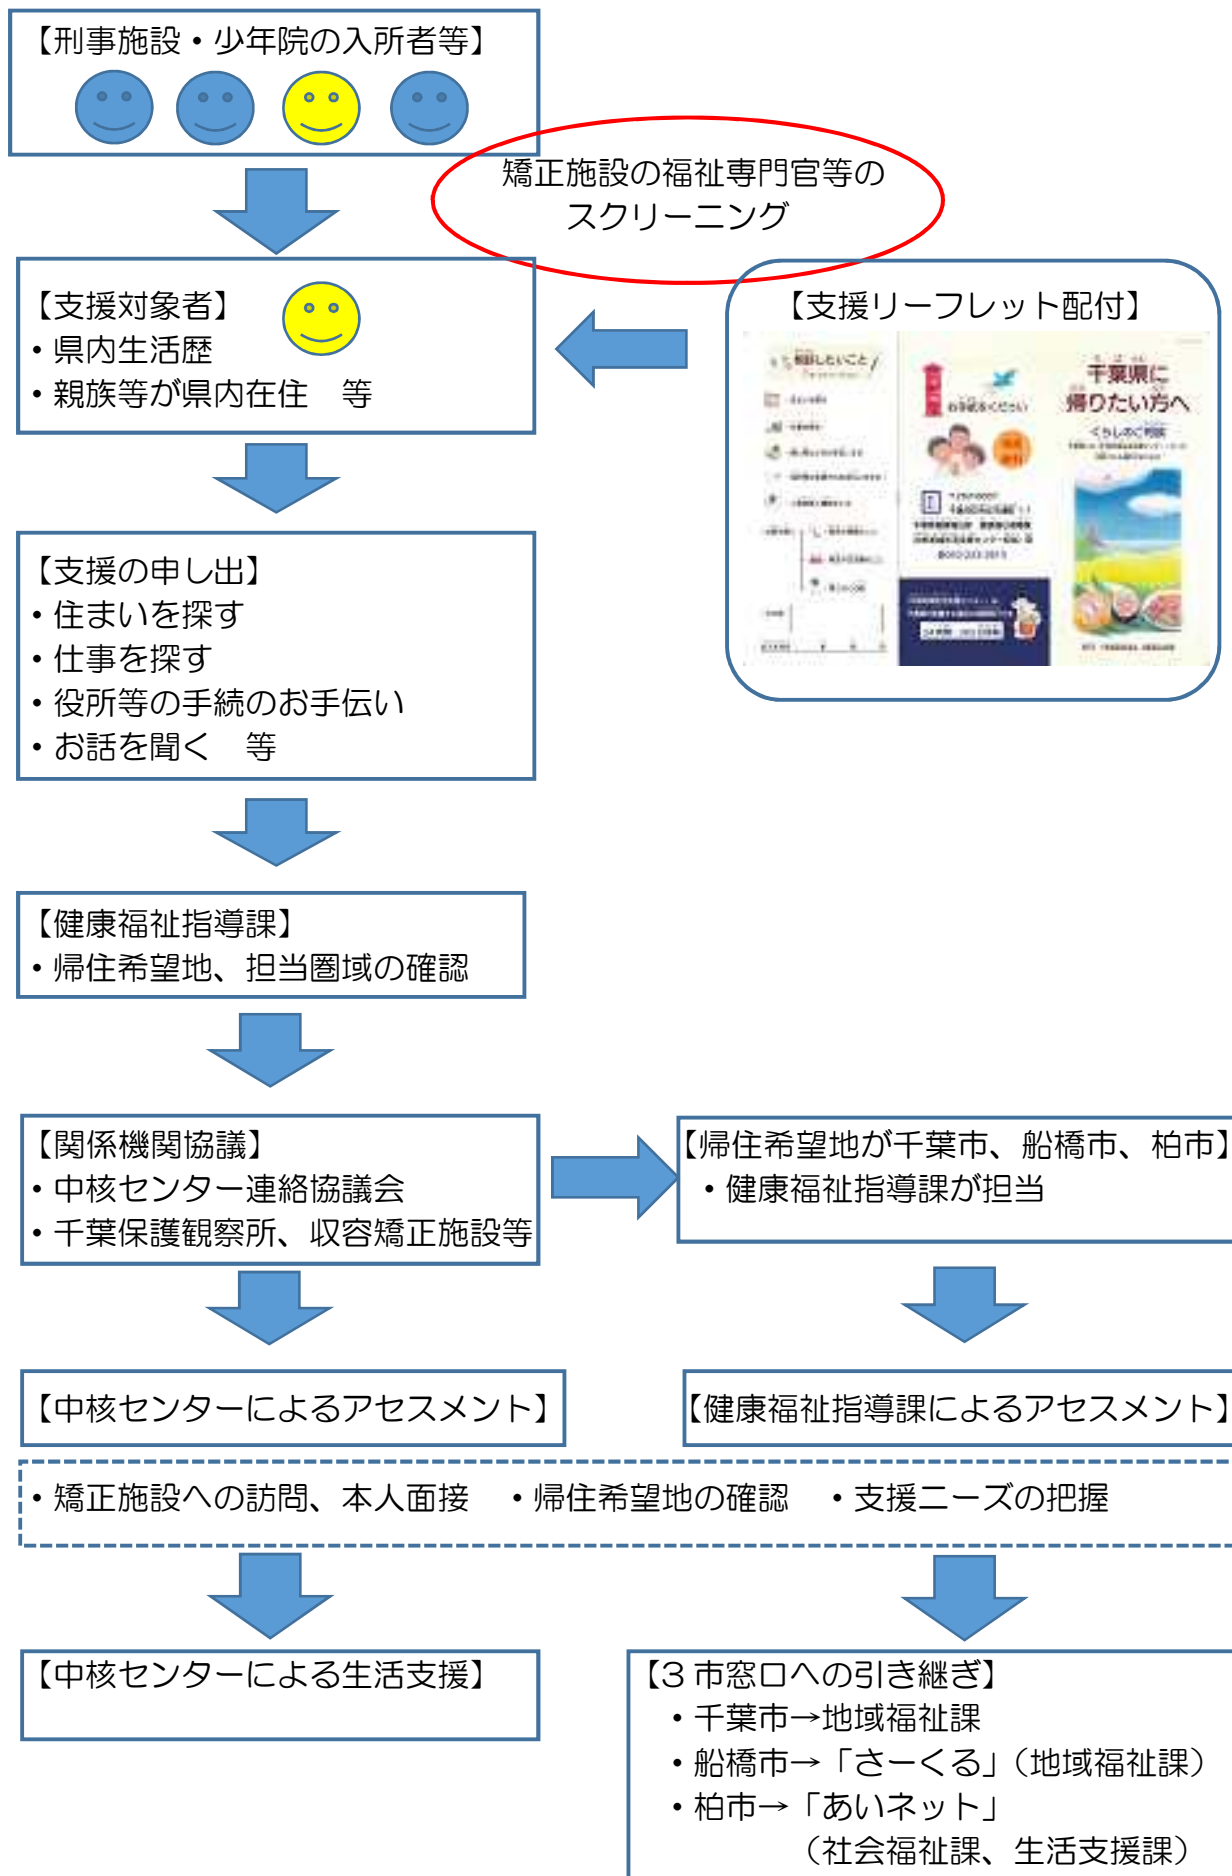 【刑事施設・少年院の入所者等】
矯正施設の福祉専門官等の
スクリーニング
【支援対象者】
・県内生活歴
・親族等が県内在住　等
【支援リーフレット配付】
千葉県に
帰りたい方へ
くらしのご相談
お手紙ください
【支援の申し出】
・住まいを探す
・仕事を探す
・役所等の手続のお手伝い
・お話を聞く　等
【健康福祉指導課】
・帰住希望地、担当圏域の確認
【関係機関協議】
・中核センター連絡協議会
・千葉保護観察所、収容矯正施設等
【帰住希望地が千葉市、船橋市、柏市】
・健康福祉指導課が担当
【中核センターによるアセスメント】
【健康福祉指導課によるアセスメント】
・矯正施設への訪問、本人面接　・帰住希望地の確認　・支援ニーズの把握
【中核センターによる生活支援】
【3市窓口への引き継ぎ】
・千葉市→地域福祉課
・船橋市→「さーくる」（地域福祉課）
・柏市→「あいネット」
（社会福祉課、生活支援課）